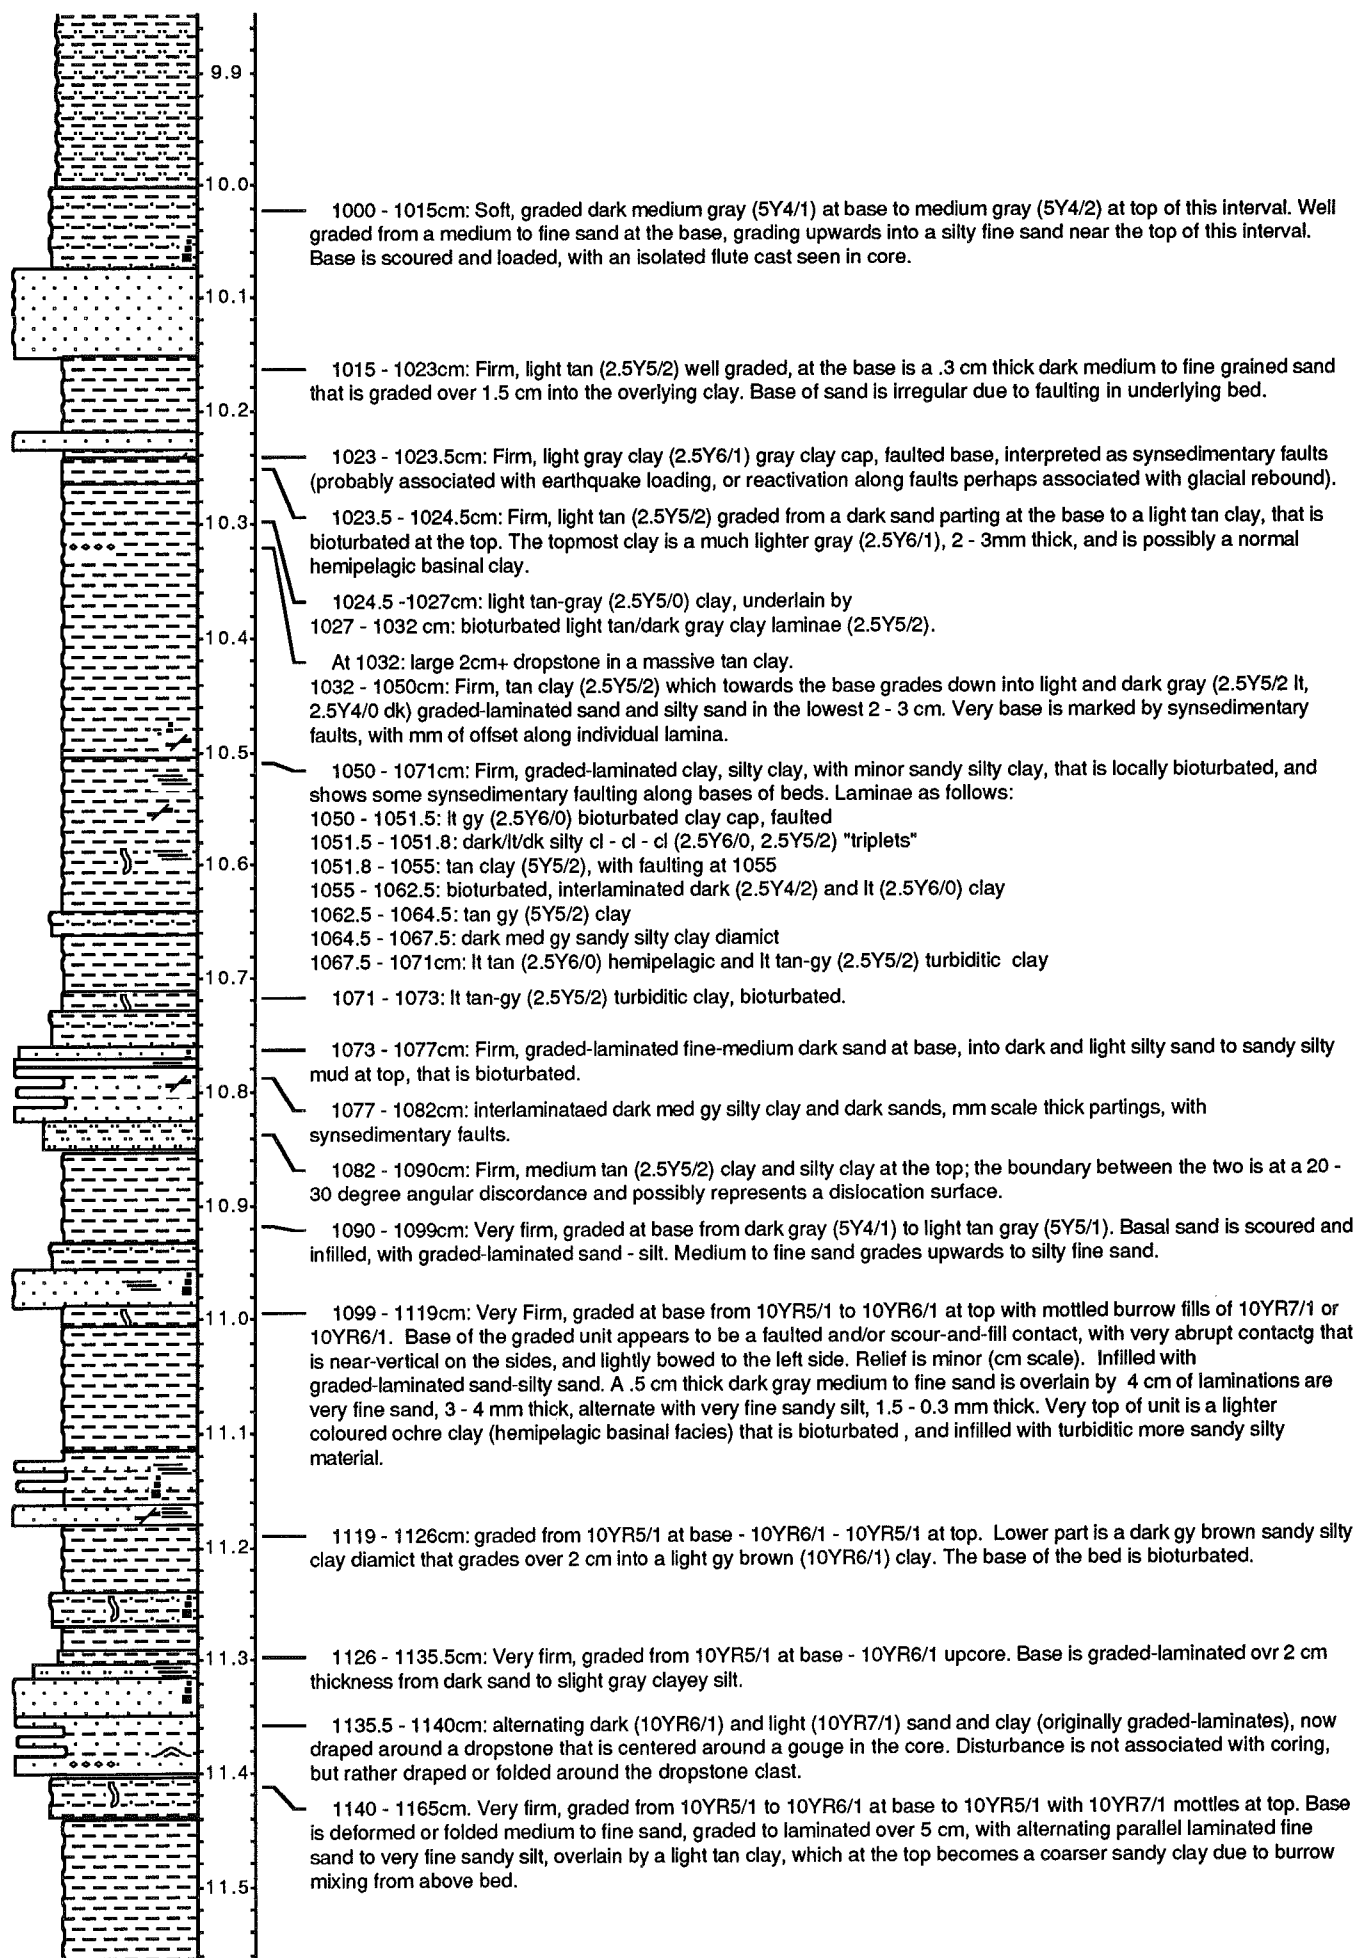 9.9
10.0
1000 - 1015cm: Soft, graded dark medium gray (5Y4/1) at base to medium gray (5Y4/2) at top of this interval. Well
graded from a medium to fine sand at the base, grading upwards into a silty fine sand near the top of this interval.
Base is scoured and loaded, with an isolated flute cast seen in core.
10.1
1015 - 1023cm: Firm, light tan (2.5Y5/2) well graded, at the base is a .3 cm thick dark medium to fine grained sand
that is graded over 1.5 cm into the overlying clay. Base of sand is irregular due to faulting in underlying bed.
10.2
1023 - 1023.5cm: Firm, light gray clay (2.5Y6/1) gray clay cap, faulted base, interpreted as synsedimentary faults
(probably associated with earthquake loading, or reactivation along faults perhaps associated with glacial rebound).
10.3
1023.5 - 1024.5cm: Firm, light tan (2.5Y5/2) graded from a dark sand parting at the base to a light tan clay, that is
bioturbated at the top. The topmost clay is a much lighter gray (2.5Y6/1), 2 - 3mm thick, and is possibly a normal
hemipelagic basinal clay.
1024.5 -1027cm: light tan-gray (2.5Y5/0) clay, underlain by
1027 - 1032 cm: bioturbated light tan/dark gray clay laminae (2.5Y5/2).
10.4
At 1032: large 2cm+ dropstone in a massive tan clay.
1032 - 1050cm: Firm, tan clay (2.5Y5/2) which towards the base grades down into light and dark gray (2.5Y5/2 lt,
2.5Y4/0 dk) graded-laminated sand and silty sand in the lowest 2 - 3 cm. Very base is marked by synsedimentary
faults, with mm of offset along individual lamina.
10.5
1050 - 1071cm: Firm, graded-laminated clay, silty clay, with minor sandy silty clay, that is locally bioturbated, and
shows some synsedimentary faulting along bases of beds. Laminae as follows:
1050 - 1051.5: lt gy (2.5Y6/0) bioturbated clay cap, faulted
1051.5 - 1051.8: dark/lt/dk silty cl - cl - cl (2.5Y6/0, 2.5Y5/2) "triplets"
1051.8 - 1055: tan clay (5Y5/2), with faulting at 1055
10.6
1055 - 1062.5: bioturbated, interlaminated dark (2.5Y4/2) and lt (2.5Y6/0) clay
1062.5 - 1064.5: tan gy (5Y5/2) clay
1064.5 - 1067.5: dark med gy sandy silty clay diamict
1067.5 - 1071cm: lt tan (2.5Y6/0) hemipelagic and lt tan-gy (2.5Y5/2) turbiditic clay
10.7
1071 - 1073: lt tan-gy (2.5Y5/2) turbiditic clay, bioturbated.
1073 - 1077cm: Firm, graded-laminated fine-medium dark sand at base, into dark and light silty sand to sandy silty
mud at top, that is bioturbated.
10.8
1077 - 1082cm: interlaminataed dark med gy silty clay and dark sands, mm scale thick partings, with
synsedimentary faults.
1082 - 1090cm: Firm, medium tan (2.5Y5/2) clay and silty clay at the top; the boundary between the two is at a 20 -
30 degree angular discordance and possibly represents a dislocation surface.
10.9
1090 - 1099cm: Very firm, graded at base from dark gray (5Y4/1) to light tan gray (5Y5/1). Basal sand is scoured and
infilled, with graded-laminated sand - silt. Medium to fine sand grades upwards to silty fine sand.
11.0
1099 - 1119cm: Very Firm, graded at base from 10YR5/1 to 10YR6/1 at top with mottled burrow fills of 10YR7/1 or
10YR6/1. Base of the graded unit appears to be a faulted and/or scour-and-fill contact, with very abrupt contactg that
is near-vertical on the sides, and lightly bowed to the left side. Relief is minor (cm scale). Infilled with
graded-laminated sand-silty sand. A .5 cm thick dark gray medium to fine sand is overlain by 4 cm of laminations are
very fine sand, 3 - 4 mm thick, alternate with very fine sandy silt, 1.5 - 0.3 mm thick. Very top of unit is a lighter
11.1
coloured ochre clay (hemipelagic basinal facies) that is bioturbated , and infilled with turbiditic more sandy silty
material.
1119 - 1126cm: graded from 10YR5/1 at base - 10YR6/1 - 10YR5/1 at top. Lower part is a dark gy brown sandy silty
11.2
clay diamict that grades over 2 cm into a light gy brown (10YR6/1) clay. The base of the bed is bioturbated.
11.3
1126 - 1135.5cm: Very firm, graded from 10YR5/1 at base - 10YR6/1 upcore. Base is graded-laminated ovr 2 cm
thickness from dark sand to slight gray clayey silt.
1135.5 - 1140cm: alternating dark (10YR6/1) and light (10YR7/1) sand and clay (originally graded-laminates), now
draped around a dropstone that is centered around a gouge in the core. Disturbance is not associated with coring,
but rather draped or folded around the dropstone clast.
11.4
1140 - 1165cm. Very firm, graded from 10YR5/1 to 10YR6/1 at base to 10YR5/1 with 10YR7/1 mottles at top. Base
is deformed or folded medium to fine sand, graded to laminated over 5 cm, with alternating parallel laminated fine
sand to very fine sandy silt, overlain by a light tan clay, which at the top becomes a coarser sandy clay due to burrow
mixing from above bed.
11.5